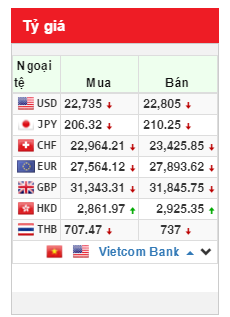 Tỷ giá
Ngoại tệ Mua Bán
USD 22,735 22,805
JPY 206.32 210.25
CHF 22,964.21 23,425.85
EUR 27,564.12 27,893.62
GBP 31,343.31 31,845.75
HKD 2,861.97 2,925.35
THB 707.47 737
Vietcom Bank